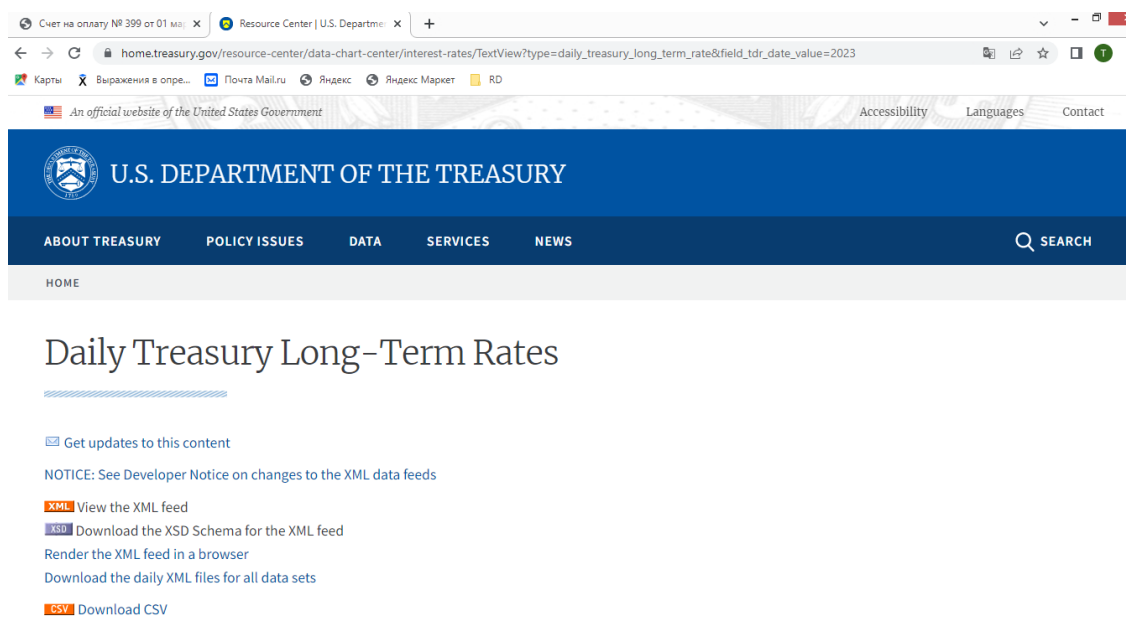 Счет на оплату № 399 от 01 мар
Resource Center | U.S. Departme
home.treasury.gov/resource-center/data-chart-center/interest-rates/TextView?type=daily_treasury_long_term_rate&field_tdr_date_value=2023
T
Карты Выражения в опре... Почта Mail.ru Яндекс Яндекс Маркет RD
An official website of the United States Government Accessibility Languages Contact
U.S. DEPARTMENT OF THE TREASURY
ABOUT TREASURY POLICY ISSUES DATA SERVICES NEWS SEARCH
HOME
Daily Treasury Long-Term Rates
Get updates to this content
NOTICE: See Developer Notice on changes to the XML data feeds
XML View the XML feed
XSD Download the XSD Schema for the XML feed
Render the XML feed in a browser
Download the daily XML files for all data sets
CSV Download CSV